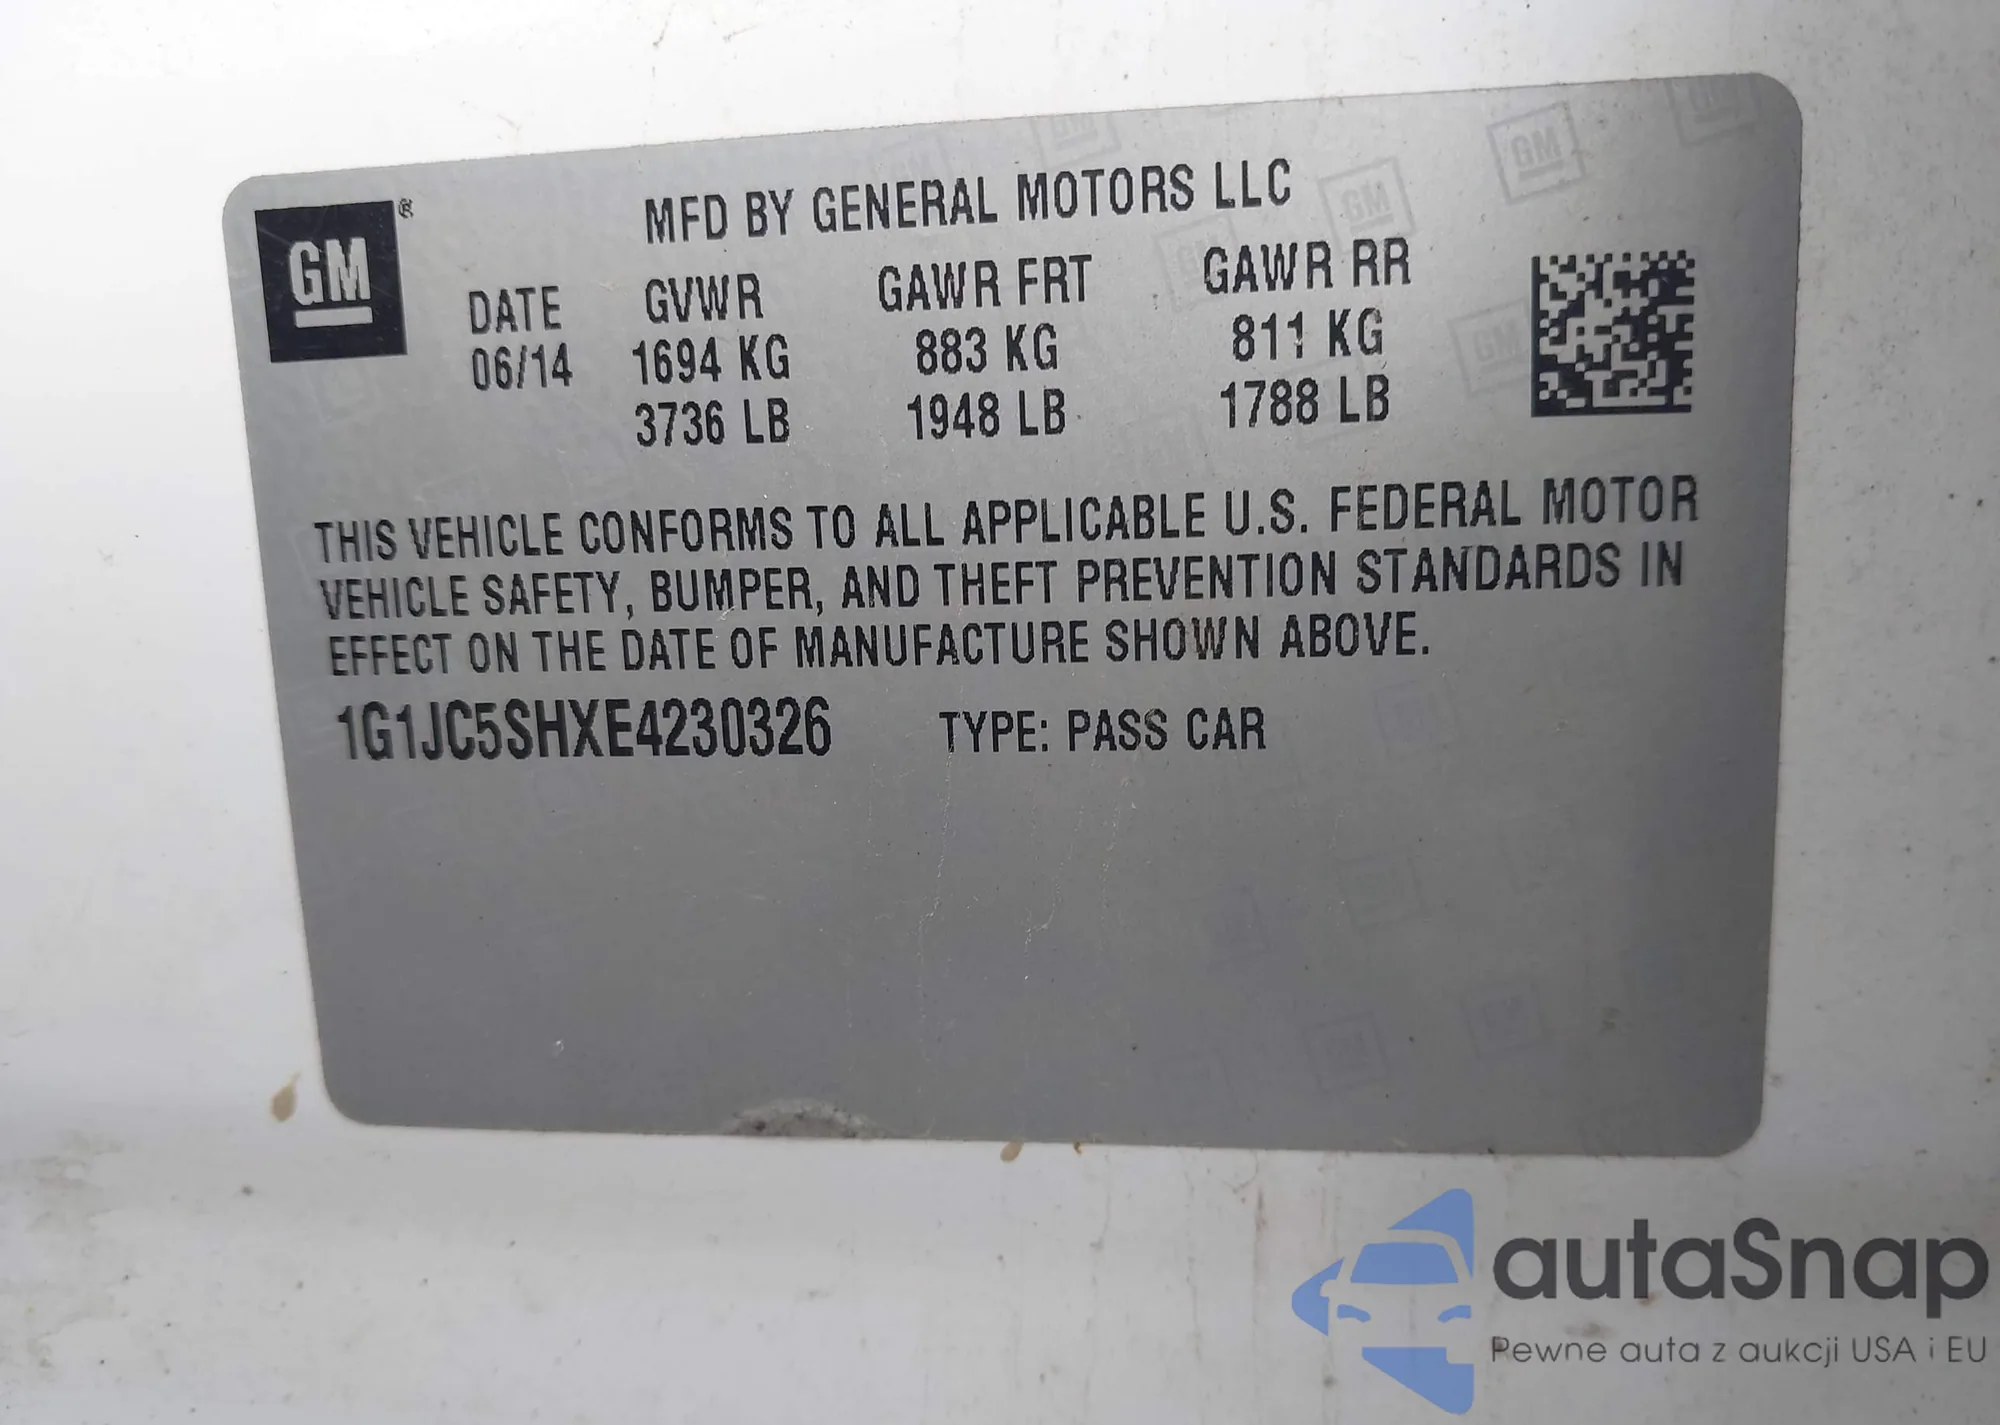 GM®
MFD BY GENERAL MOTORS LLC
DATE GVWR GAWR FRT GAWR RR
06/14 1694 KG 883 KG 811 KG
3736 LB 1948 LB 1788 LB
THIS VEHICLE CONFORMS TO ALL APPLICABLE U.S. FEDERAL MOTOR
VEHICLE SAFETY, BUMPER, AND THEFT PREVENTION STANDARDS IN
EFFECT ON THE DATE OF MANUFACTURE SHOWN ABOVE.
1G1JC5SHXE4230326 TYPE: PASS CAR
autaSnap
Pewne auta z aukcji USA i EU